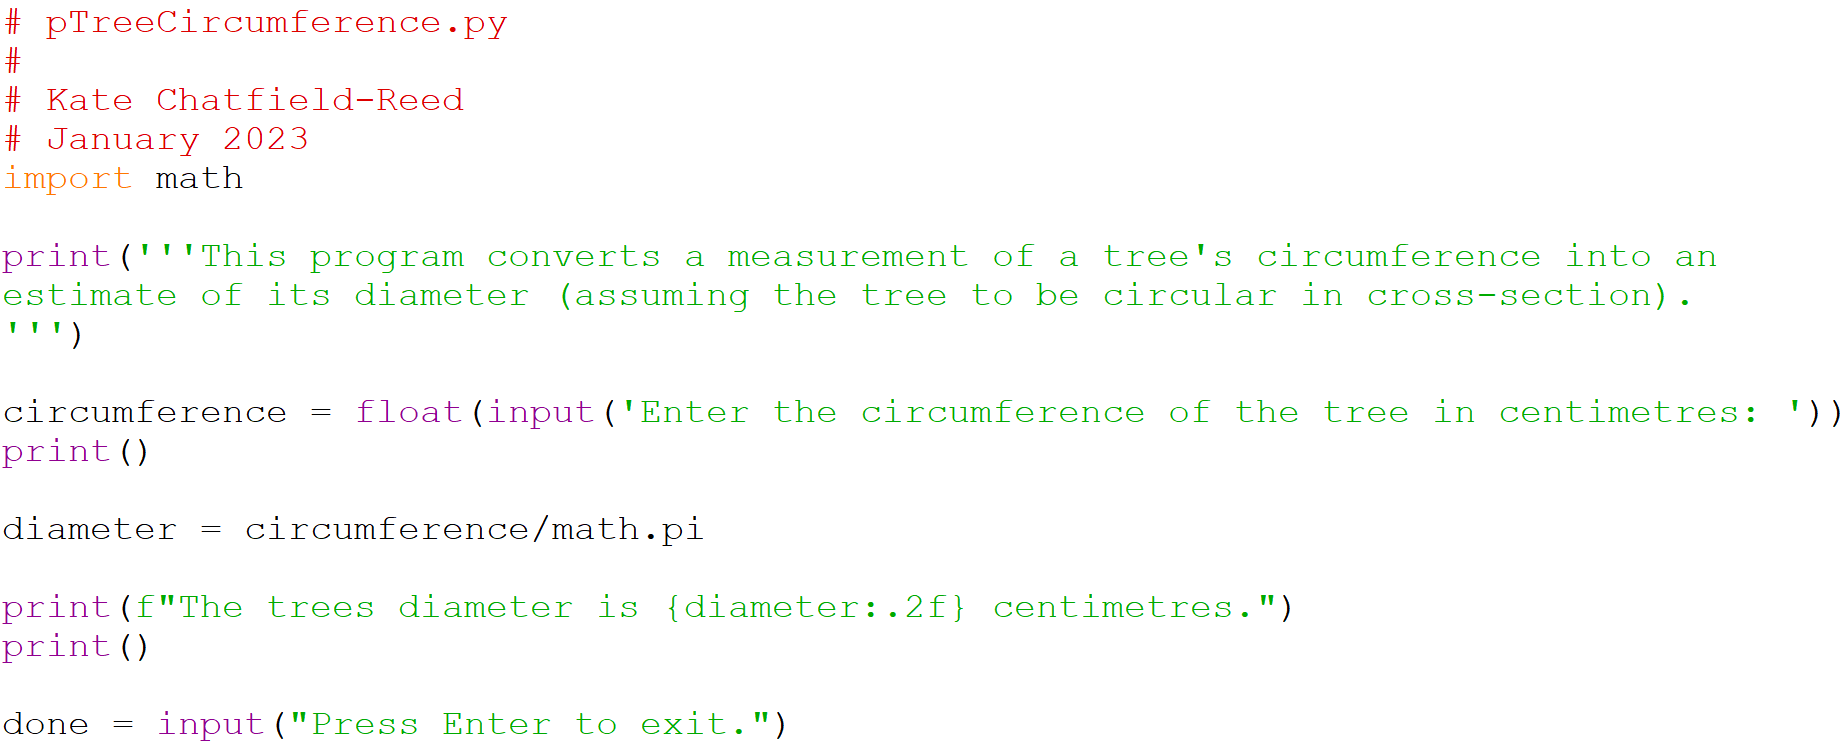 # pTreeCircumference.py
#
# Kate Chatfield-Reed
# January 2023
import math
print('''This program converts a measurement of a tree's circumference into an
estimate of its diameter (assuming the tree to be circular in cross-section).
''')
circumference = float(input('Enter the circumference of the tree in centimetres: '))
print()
diameter = circumference/math.pi
print(f"The trees diameter is {diameter:.2f} centimetres.")
print()
done = input("Press Enter to exit.")